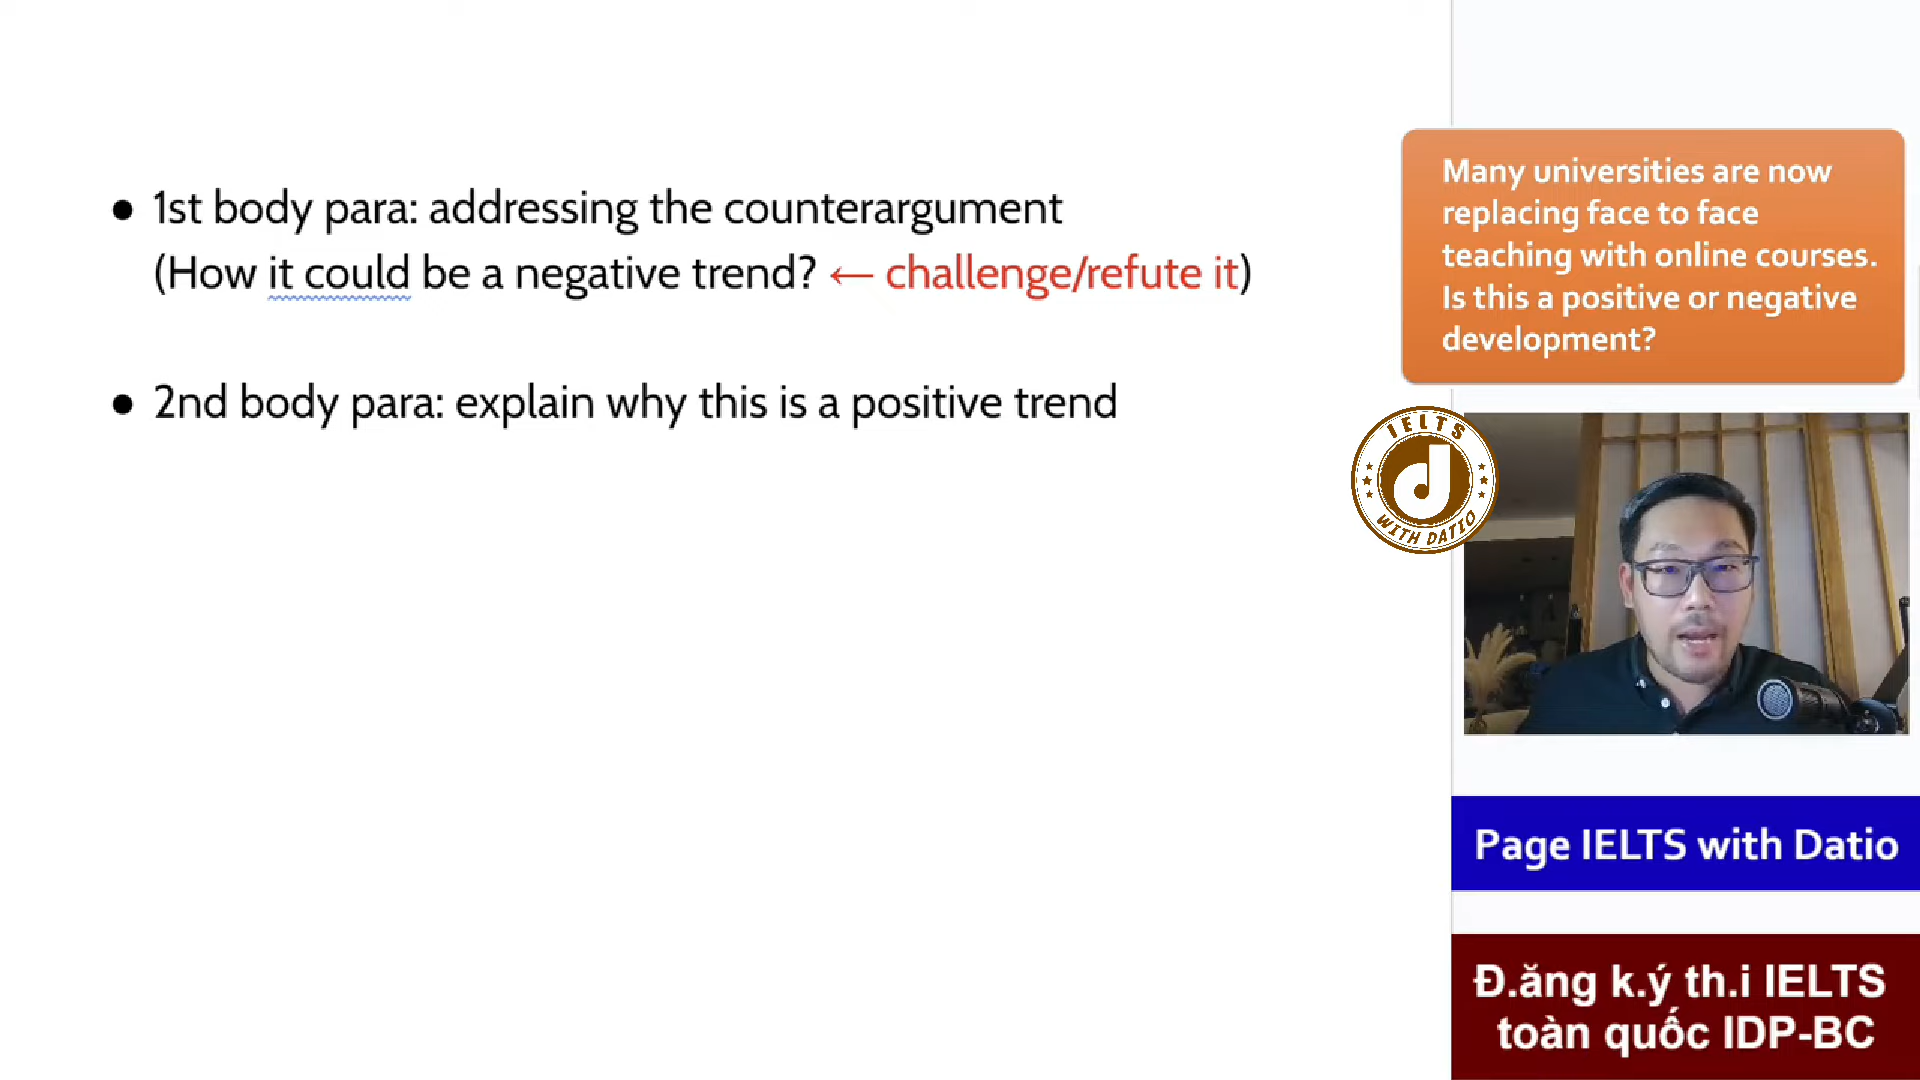 ● 1st body para: addressing the counterargument
(How it could be a negative trend? ← challenge/refute it)
● 2nd body para: explain why this is a positive trend
Many universities are now
replacing face to face
teaching with online courses.
Is this a positive or negative
development?
IELTS
WITH DATIO
Page IELTS with Datio
Đ.ăng k.ý th.i IELTS
toàn quốc IDP-BC